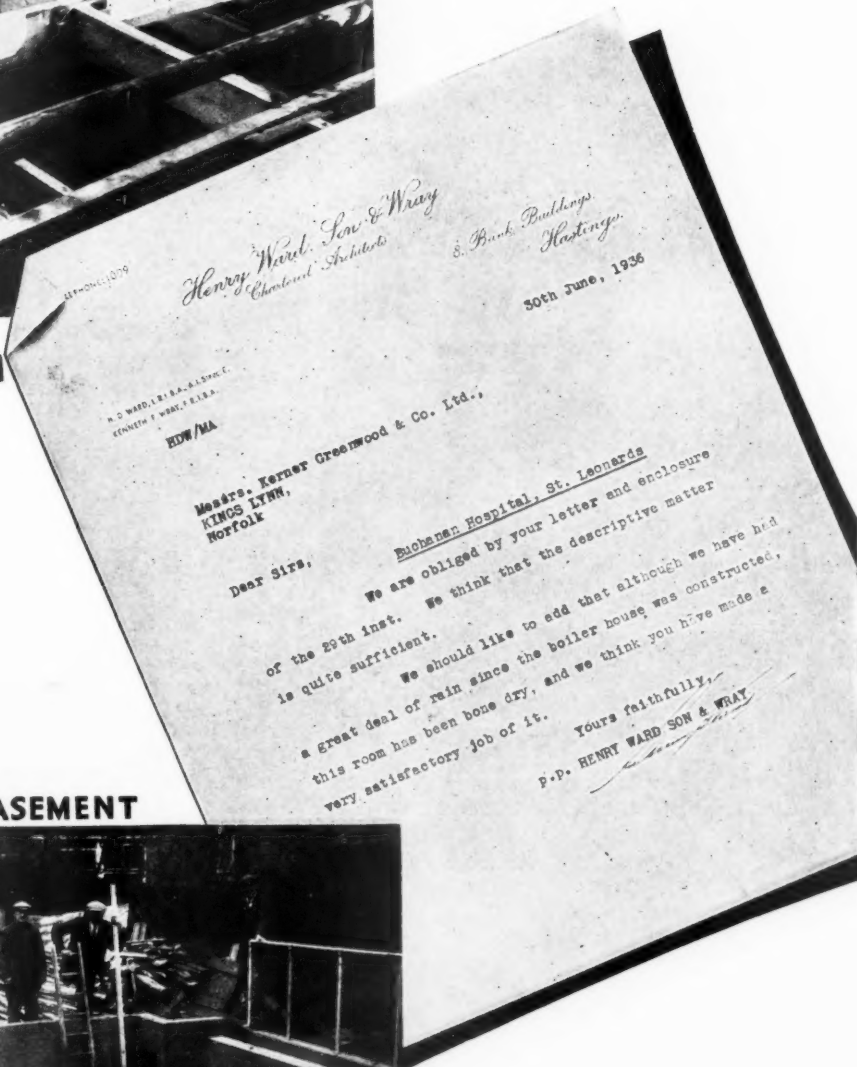 Henry Ward. Son & Wray
Chartered Architects
8. Bank Buildings.
Hastings.
30th June, 1936
KENNETH F WRAY, F.R.I.B.A.
HDW/MA
Messrs. Kerner Greenwood & Co. Ltd.,
KINGS LYNN,
Norfolk
Buchanan Hospital, St. Leonards
Dear Sirs,
We are obliged by your letter and enclosure
of the 29th inst. We think that the descriptive matter
is quite sufficient.
We should like to add that although we have had
a great deal of rain since the boiler house was constructed,
this room has been bone dry, and we think you have made a
very satisfactory job of it.
Yours faithfully,
p.p. HENRY WARD SON & WRAY
ASEMENT